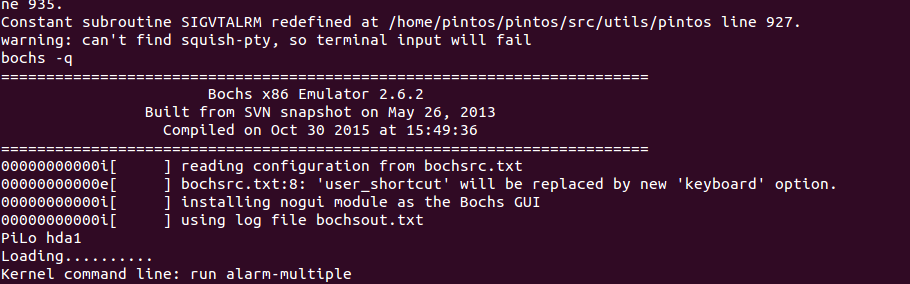 ne 935.
Constant subroutine SIGVTALRM redefined at /home/pintos/pintos/src/utils/pintos line 927.
warning: can't find squish-pty, so terminal input will fail
bochs -q
========================================================================
Bochs x86 Emulator 2.6.2
Built from SVN snapshot on May 26, 2013
Compiled on Oct 30 2015 at 15:49:36
========================================================================
00000000000i[     ] reading configuration from bochsrc.txt
00000000000e[     ] bochsrc.txt:8: 'user_shortcut' will be replaced by new 'keyboard' option.
00000000000i[     ] installing nogui module as the Bochs GUI
00000000000i[     ] using log file bochsout.txt
PiLo hda1
Loading..........
Kernel command line: run alarm-multiple